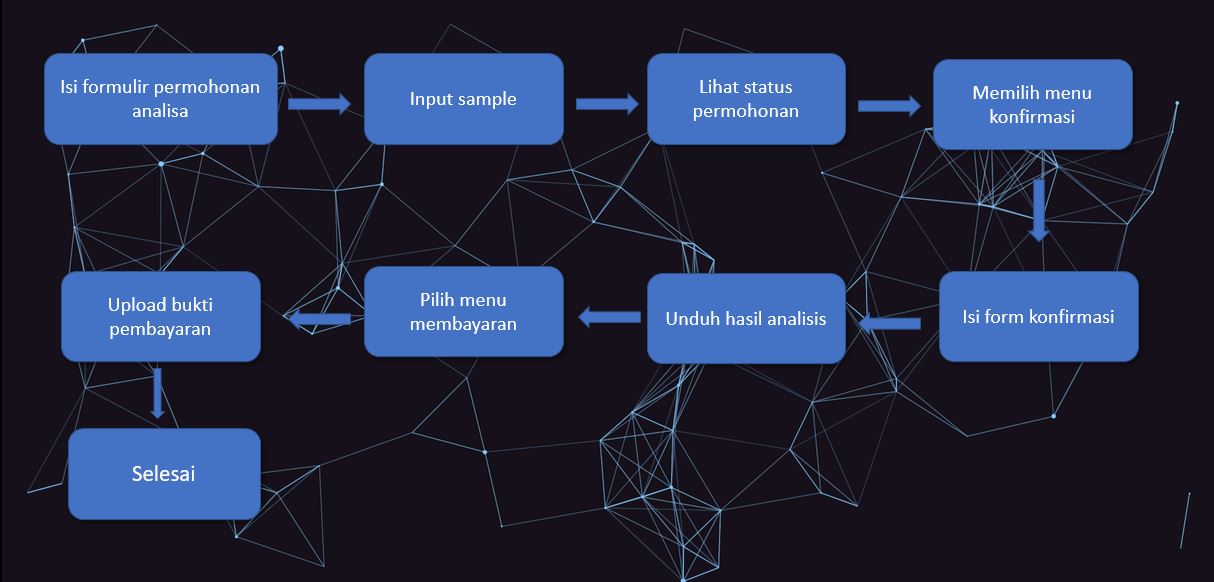 Isi formulir permohonan
analisa
Input sample
Lihat status
permohonan
Memilih menu
konfirmasi
Isi form konfirmasi
Unduh hasil analisis
Pilih menu
membayaran
Upload bukti
pembayaran
Selesai